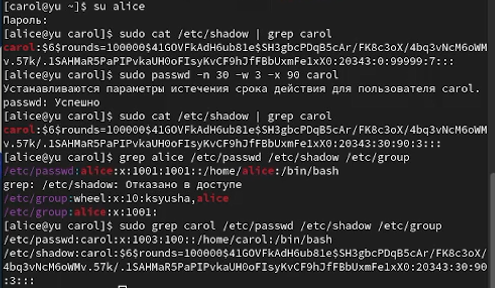 [carol@yu ~]$ su alice
Пароль:
[alice@yu carol]$ sudo cat /etc/shadow | grep carol
carol:$6$rounds=100000$41GOVFkAdH6ub81e$SH3gbcPDqB5cAr/FK8c3oX/4bq3vNcM6oWM
v.57k/.1SAHMaR5PaPIPvkaUH0oFIsyKvCF9hJfFBbUxmFe1xX0:20343:0:99999:7:::
[alice@yu carol]$ sudo passwd -n 30 -w 3 -x 90 carol
Устанавливаются параметры истечения срока действия для пользователя carol.
passwd: Успешно
[alice@yu carol]$ sudo cat /etc/shadow | grep carol
carol:$6$rounds=100000$41GOVFkAdH6ub81e$SH3gbcPDqB5cAr/FK8c3oX/4bq3vNcM6oWM
v.57k/.1SAHMaR5PaPIPvkaUH0oFIsyKvCF9hJfFBbUxmFe1xX0:20343:30:90:3:::
[alice@yu carol]$ grep alice /etc/passwd /etc/shadow /etc/group
/etc/passwd:alice:x:1001:1001::/home/alice:/bin/bash
grep: /etc/shadow: Отказано в доступе
/etc/group:wheel:x:10:ksyusha,alice
/etc/group:alice:x:1001:
[alice@yu carol]$ sudo grep carol /etc/passwd /etc/shadow /etc/group
/etc/passwd:carol:x:1003:100::/home/carol:/bin/bash
/etc/shadow:carol:$6$rounds=100000$41GOVFkAdH6ub81e$SH3gbcPDqB5cAr/FK8c3oX/
4bq3vNcM6oWMv.57k/.1SAHMaR5PaPIPvkaUH0oFIsyKvCF9hJfFBbUxmFe1xX0:20343:30:90
:3:::